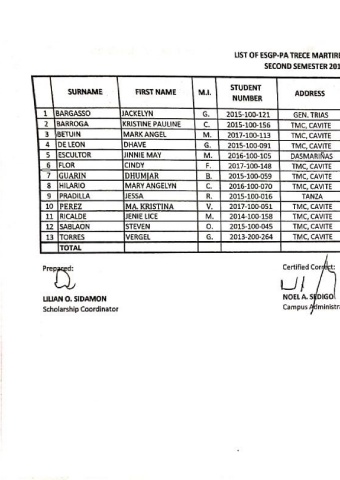 LIST OF ESGP-PA TRECE MARTIRE
SECOND SEMESTER 201
SURNAME FIRST NAME M.I. STUDENT NUMBER ADDRESS
1 BARGASSO JACKELYN G. 2015-100-121 GEN. TRIAS
2 BARROGA KRISTINE PAULINE C. 2015-100-156 TMC, CAVITE
3 BETUIN MARK ANGEL M. 2017-100-113 TMC, CAVITE
4 DE LEON DHAVE G. 2015-100-091 TMC, CAVITE
5 ESCULTOR JINNIE MAY M. 2016-100-105 DASMARIÑAS
6 FLOR CINDY F. 2017-100-148 TMC, CAVITE
7 GUARIN DHUMJAR B. 2015-100-059 TMC, CAVITE
8 HILARIO MARY ANGELYN C. 2016-100-070 TMC, CAVITE
9 PRADILLA JESSA R. 2015-100-016 TANZA
10 PEREZ MA. KRISTINA V. 2017-100-051 TMC, CAVITE
11 RICALDE JENIE LICE M. 2014-100-158 TMC, CAVITE
12 SABLAON STEVEN O. 2015-100-045 TMC, CAVITE
13 TORRES VERGEL G. 2013-200-264 TMC, CAVITE
TOTAL
Prepared: Certified Correct:
LILIAN O. SIDAMON NOEL A. SEDIGO
Scholarship Coordinator Campus Administra